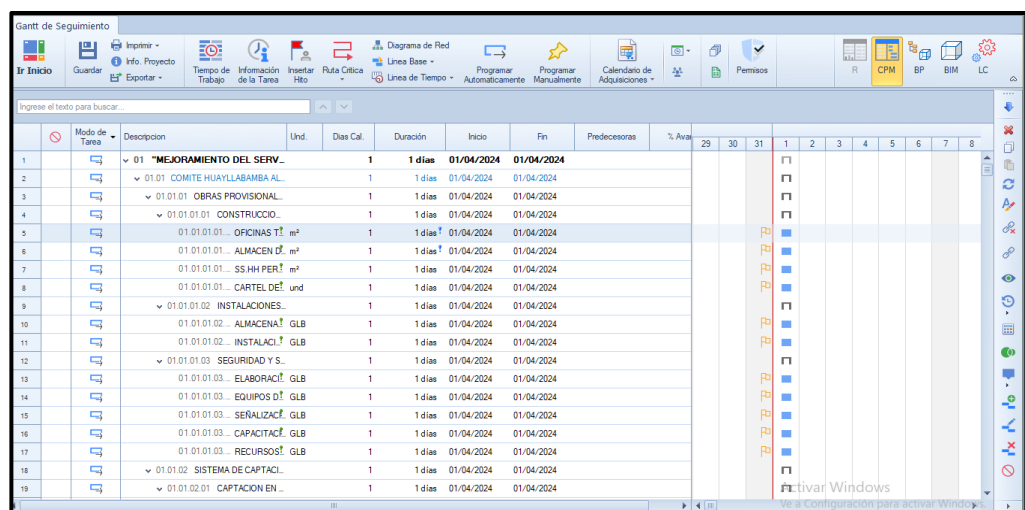 Gantt de Seguimiento
Ir Inicio
Guardar
Imprimir
Info. Proyecto
Exportar
Tiempo de Trabajo
Información de la Tarea
Insertar Hito
Ruta Critica
Diagrama de Red
Linea Base
Linea de Tiempo
Programar Automaticamente
Programar Manualmente
Calendario de Adquisiciones
Permisos
R
CPM
BP
BIM
LC
Ingrese el texto para buscar...
Modo de Tarea Descripcion Und. Dias Cal. Duración Inicio Fin Predecesoras % Avan 29 30 31 1 2 3 4 5 6 7 8
1 01 "MEJORAMIENTO DEL SERV... 1 1 días 01/04/2024 01/04/2024
2 01.01 COMITE HUAYLLABAMBA AL... 1 1 días 01/04/2024 01/04/2024
3 01.01.01 OBRAS PROVISIONAL... 1 1 días 01/04/2024 01/04/2024
4 01.01.01.01 CONSTRUCCIO... 1 1 días 01/04/2024 01/04/2024
5 01.01.01.01.... OFICINAS T... m² 1 1 días 01/04/2024 01/04/2024
6 01.01.01.01.... ALMACEN D... m² 1 1 días 01/04/2024 01/04/2024
7 01.01.01.01.... SS.HH PER... m² 1 1 días 01/04/2024 01/04/2024
8 01.01.01.01.... CARTEL DE... und 1 1 días 01/04/2024 01/04/2024
9 01.01.01.02 INSTALACIONES... 1 1 días 01/04/2024 01/04/2024
10 01.01.01.02.... ALMACENA... GLB 1 1 días 01/04/2024 01/04/2024
11 01.01.01.02.... INSTALACI... GLB 1 1 días 01/04/2024 01/04/2024
12 01.01.01.03 SEGURIDAD Y S... 1 1 días 01/04/2024 01/04/2024
13 01.01.01.03.... ELABORACI... GLB 1 1 días 01/04/2024 01/04/2024
14 01.01.01.03.... EQUIPOS D... GLB 1 1 días 01/04/2024 01/04/2024
15 01.01.01.03.... SEÑALIZAC... GLB 1 1 días 01/04/2024 01/04/2024
16 01.01.01.03.... CAPACITAC... GLB 1 1 días 01/04/2024 01/04/2024
17 01.01.01.03.... RECURSOS... GLB 1 1 días 01/04/2024 01/04/2024
18 01.01.02 SISTEMA DE CAPTACI... 1 1 días 01/04/2024 01/04/2024
19 01.01.02.01 CAPTACION EN ... 1 1 días 01/04/2024 01/04/2024
Activar Windows
Ve a Configuración para activar Windows.